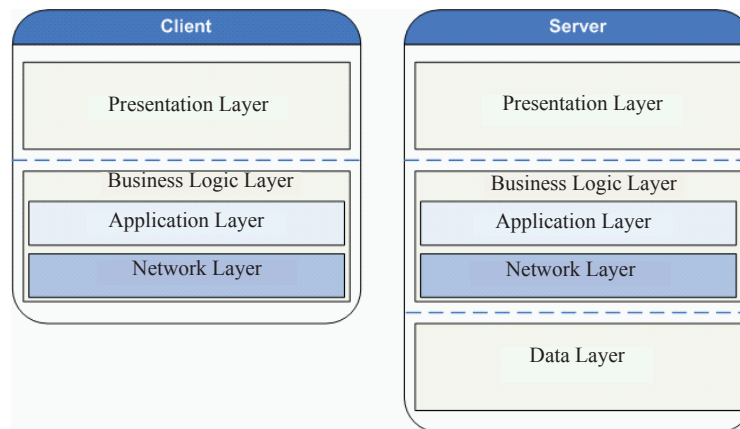 Client
Presentation Layer
Business Logic Layer
Application Layer
Network Layer
Server
Presentation Layer
Business Logic Layer
Application Layer
Network Layer
Data Layer